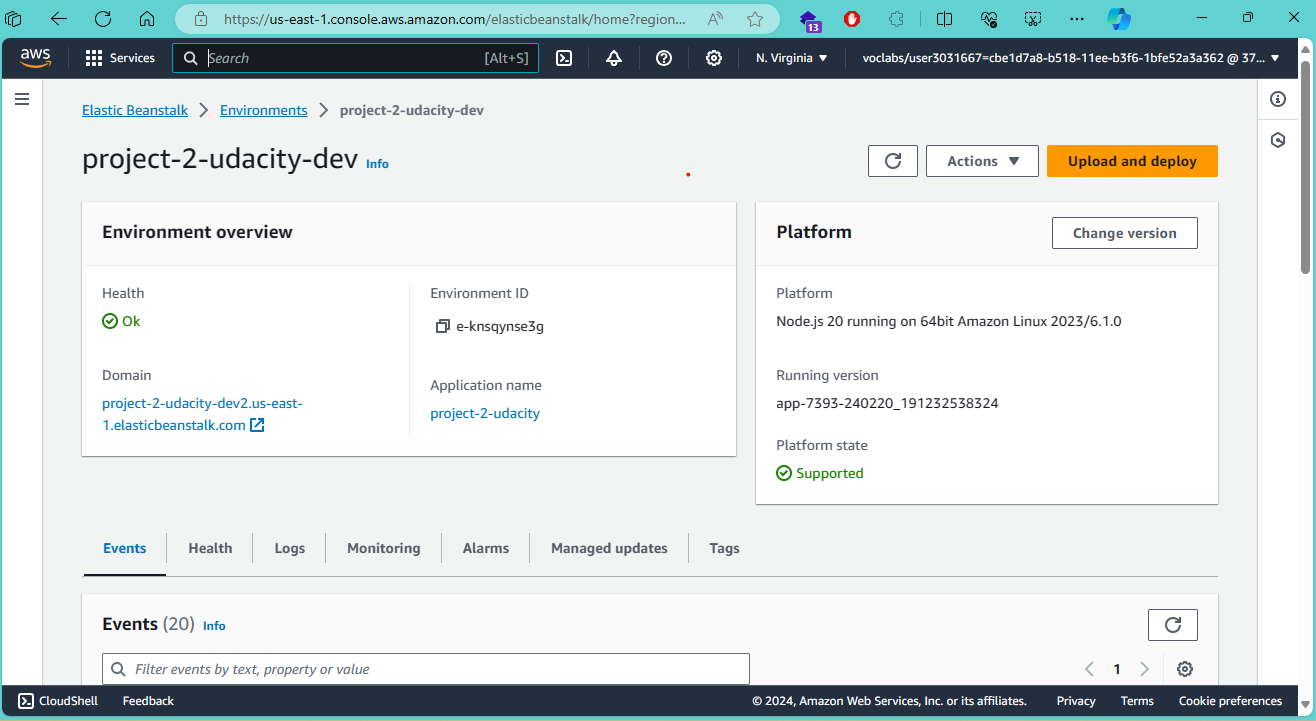 https://us-east-1.console.aws.amazon.com/elasticbeanstalk/home?region...
13
aws
Services
Search
[Alt+S]
N. Virginia
voclabs/user3031667=cbe1d7a8-b518-11ee-b3f6-1bfe52a3a362 @ 37...
Elastic Beanstalk
Environments
project-2-udacity-dev
project-2-udacity-dev
Info
Actions
Upload and deploy
Environment overview
Health
Ok
Domain
project-2-udacity-dev2.us-east-
1.elasticbeanstalk.com
Environment ID
e-knsqynse3g
Application name
project-2-udacity
Platform
Change version
Platform
Node.js 20 running on 64bit Amazon Linux 2023/6.1.0
Running version
app-7393-240220_191232538324
Platform state
Supported
Events
Health
Logs
Monitoring
Alarms
Managed updates
Tags
Events (20)
Info
Filter events by text, property or value
1
CloudShell
Feedback
© 2024, Amazon Web Services, Inc. or its affiliates.
Privacy
Terms
Cookie preferences